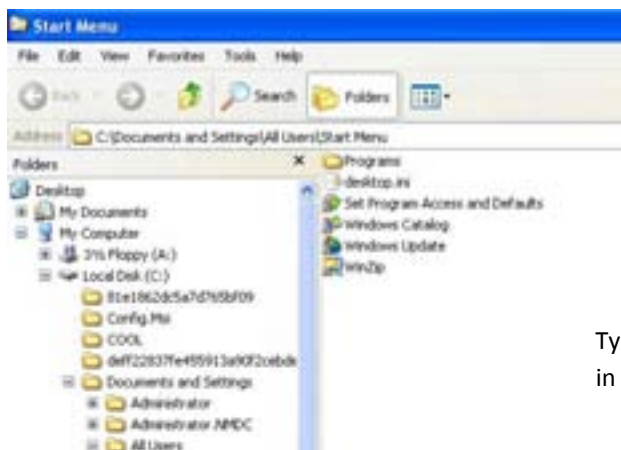 Start Menu
File Edit View Favorites Tools Help
Back Search Folders
Address C:\Documents and Settings\All Users\Start Menu
Folders
Desktop
My Documents
My Computer
3½ Floppy (A:)
Local Disk (C:)
Config.Msi
COOL
Documents and Settings
Administrator
Administrator.NMDC
All Users
Programs
desktop.ini
Set Program Access and Defaults
Windows Catalog
Windows Update
WinZip
Ty
in